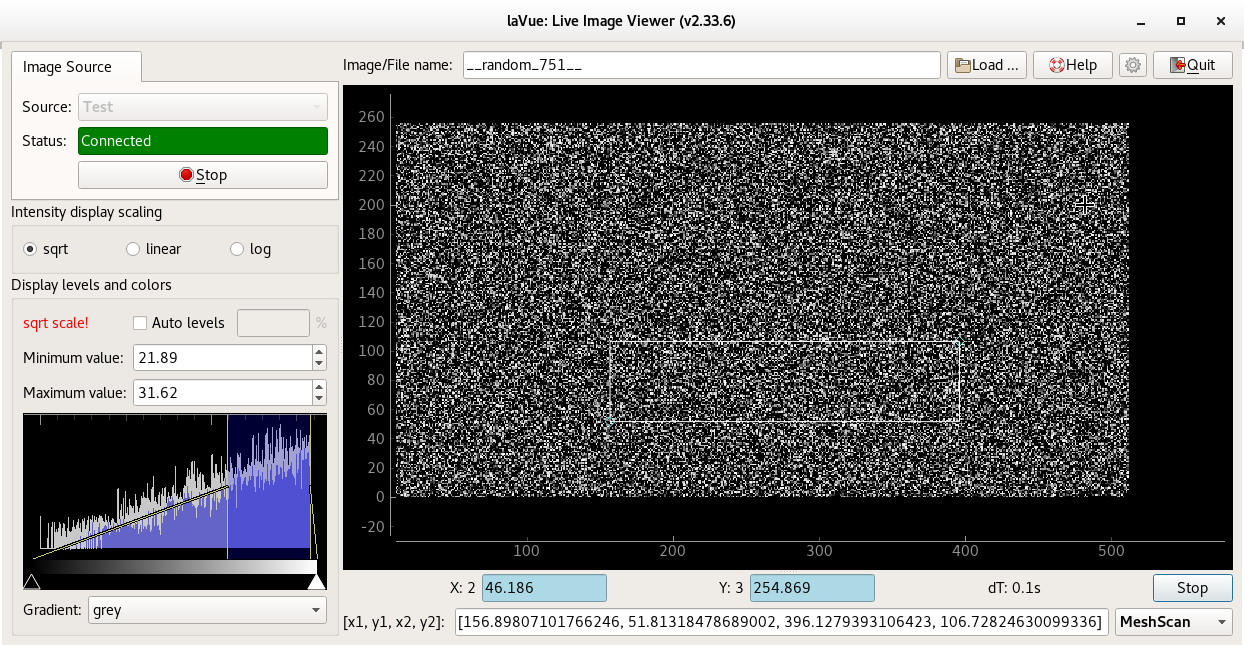 laVue: Live Image Viewer (v2.33.6)
Image Source
Image/File name: __random_751__ Load ... Help Quit
Source: Test
Status: Connected
Stop
Intensity display scaling
sqrt linear log
Display levels and colors
sqrt scale! Auto levels %
Minimum value: 21.89
Maximum value: 31.62
Gradient: grey
260
240
220
200
180
160
140
120
100
80
60
40
20
0
-20
100 200 300 400 500
X: 2 46.186 Y: 3 254.869 dT: 0.1s Stop
[x1, y1, x2, y2]: [156.89807101766246, 51.81318478689002, 396.1279393106423, 106.72824630099336] MeshScan